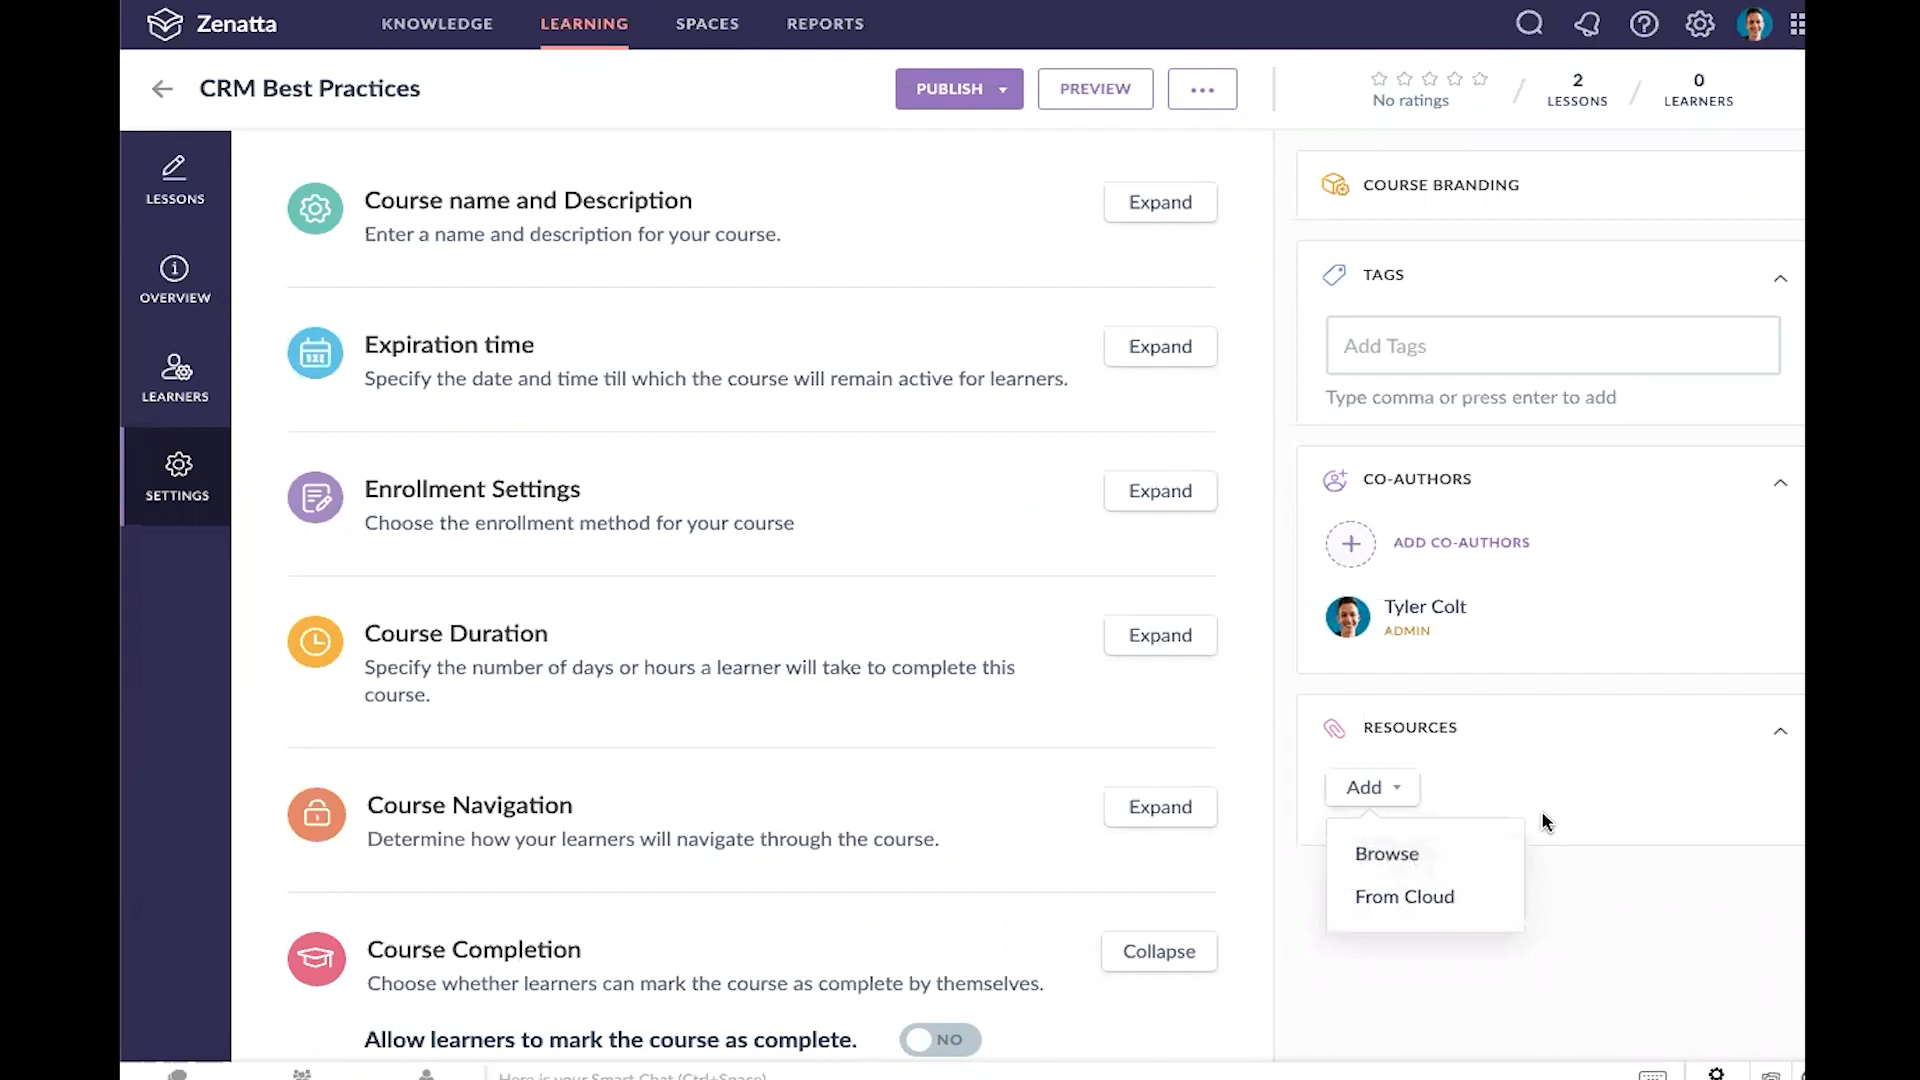 Zenatta
KNOWLEDGE
LEARNING
SPACES
REPORTS
CRM Best Practices
PUBLISH
PREVIEW
No ratings
2
LESSONS
0
LEARNERS
LESSONS
OVERVIEW
LEARNERS
SETTINGS
Course name and Description
Enter a name and description for your course.
Expand
Expiration time
Specify the date and time till which the course will remain active for learners.
Expand
Enrollment Settings
Choose the enrollment method for your course
Expand
Course Duration
Specify the number of days or hours a learner will take to complete this
course.
Expand
Course Navigation
Determine how your learners will navigate through the course.
Expand
Course Completion
Choose whether learners can mark the course as complete by themselves.
Collapse
Allow learners to mark the course as complete.
NO
COURSE BRANDING
TAGS
Add Tags
Type comma or press enter to add
CO-AUTHORS
ADD CO-AUTHORS
Tyler Colt
ADMIN
RESOURCES
Add
Browse
From Cloud
Here is your Smart Chat (Ctrl+Space)